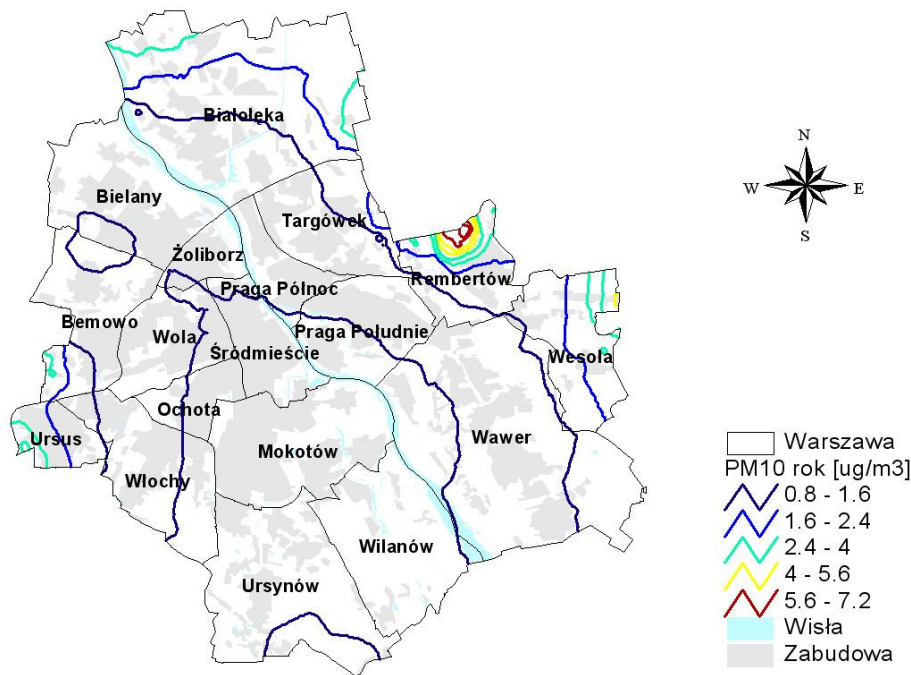 Białołęka
N
W E
S
Bielany
Targówek
Żoliborz
Rembertów
Praga Północ
Bemowo
Praga Południe
Wola
Śródmieście
Wesoła
Ochota
Ursus
Wawer
Mokotów
Włochy
Wilanów
Ursynów
Warszawa
PM10 rok [ug/m3]
0.8 - 1.6
1.6 - 2.4
2.4 - 4
4 - 5.6
5.6 - 7.2
Wisła
Zabudowa